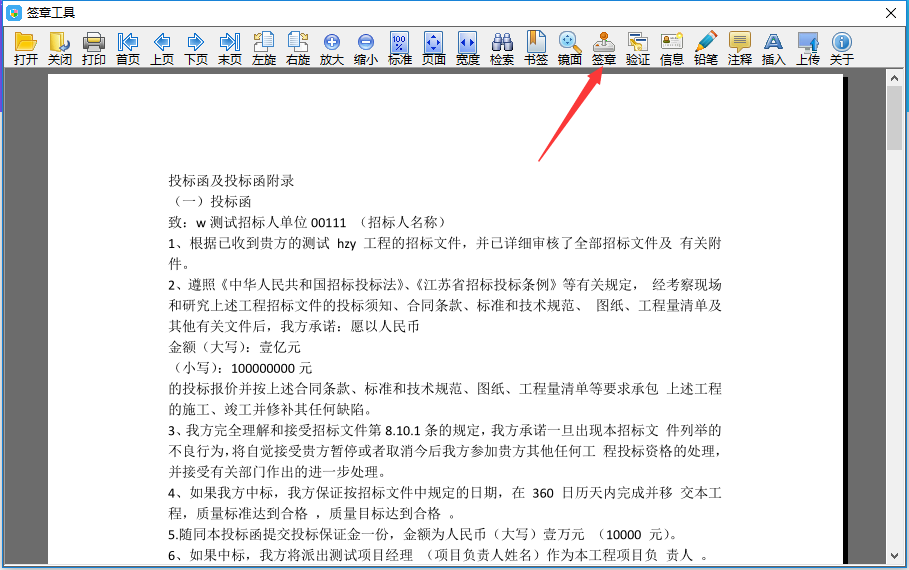 签章工具
打开 关闭 打印 首页 上页 下页 末页 左旋 右旋 放大 缩小 标准 页面 宽度 检索 书签 镜面 签章 验证 信息 铅笔 注释 插入 上传 关于
投标函及投标函附录
（一）投标函
致：w 测试招标人单位 00111 （招标人名称）
1、根据已收到贵方的测试 hzy 工程的招标文件，并已详细审核了全部招标文件及 有关附
件。
2、遵照《中华人民共和国招标投标法》、《江苏省招标投标条例》等有关规定， 经考察现场
和研究上述工程招标文件的投标须知、合同条款、标准和技术规范、 图纸、工程量清单及
其他有关文件后，我方承诺：愿以人民币
金额（大写）：壹亿元
（小写）：100000000 元
的投标报价并按上述合同条款、标准和技术规范、图纸、工程量清单等要求承包 上述工程
的施工、竣工并修补其任何缺陷。
3、我方完全理解和接受招标文件第 8.10.1 条的规定，我方承诺一旦出现本招标文 件列举的
不良行为，将自觉接受贵方暂停或者取消今后我方参加贵方其他任何工 程投标资格的处理，
并接受有关部门作出的进一步处理。
4、如果我方中标，我方保证按招标文件中规定的日期，在 360 日历天内完成并移 交本工
程，质量标准达到合格 ，质量目标达到合格 。
5.随同本投标函提交投标保证金一份，金额为人民币（大写）壹万元 （10000 元）。
6、如果中标，我方将派出测试项目经理 （项目负责人姓名）作为本工程项目负 责人 。